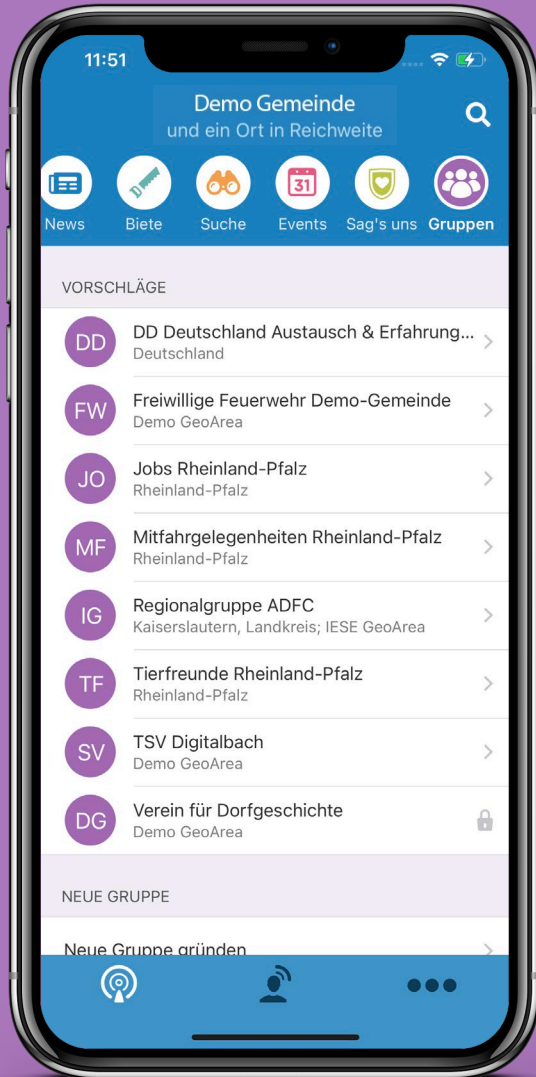 11:51
Demo Gemeinde
und ein Ort in Reichweite
31
News
Biete
Suche
Events
Sag's uns
Gruppen
VORSCHLÄGE
DD
DD Deutschland Austausch & Erfahrung...
Deutschland
FW
Freiwillige Feuerwehr Demo-Gemeinde
Demo GeoArea
JO
Jobs Rheinland-Pfalz
Rheinland-Pfalz
MF
Mitfahrgelegenheiten Rheinland-Pfalz
Rheinland-Pfalz
IG
Regionalgruppe ADFC
Kaiserslautern, Landkreis; IESE GeoArea
TF
Tierfreunde Rheinland-Pfalz
Rheinland-Pfalz
SV
TSV Digitalbach
Demo GeoArea
DG
Verein für Dorfgeschichte
Demo GeoArea
NEUE GRUPPE
Neue Gruppe gründen